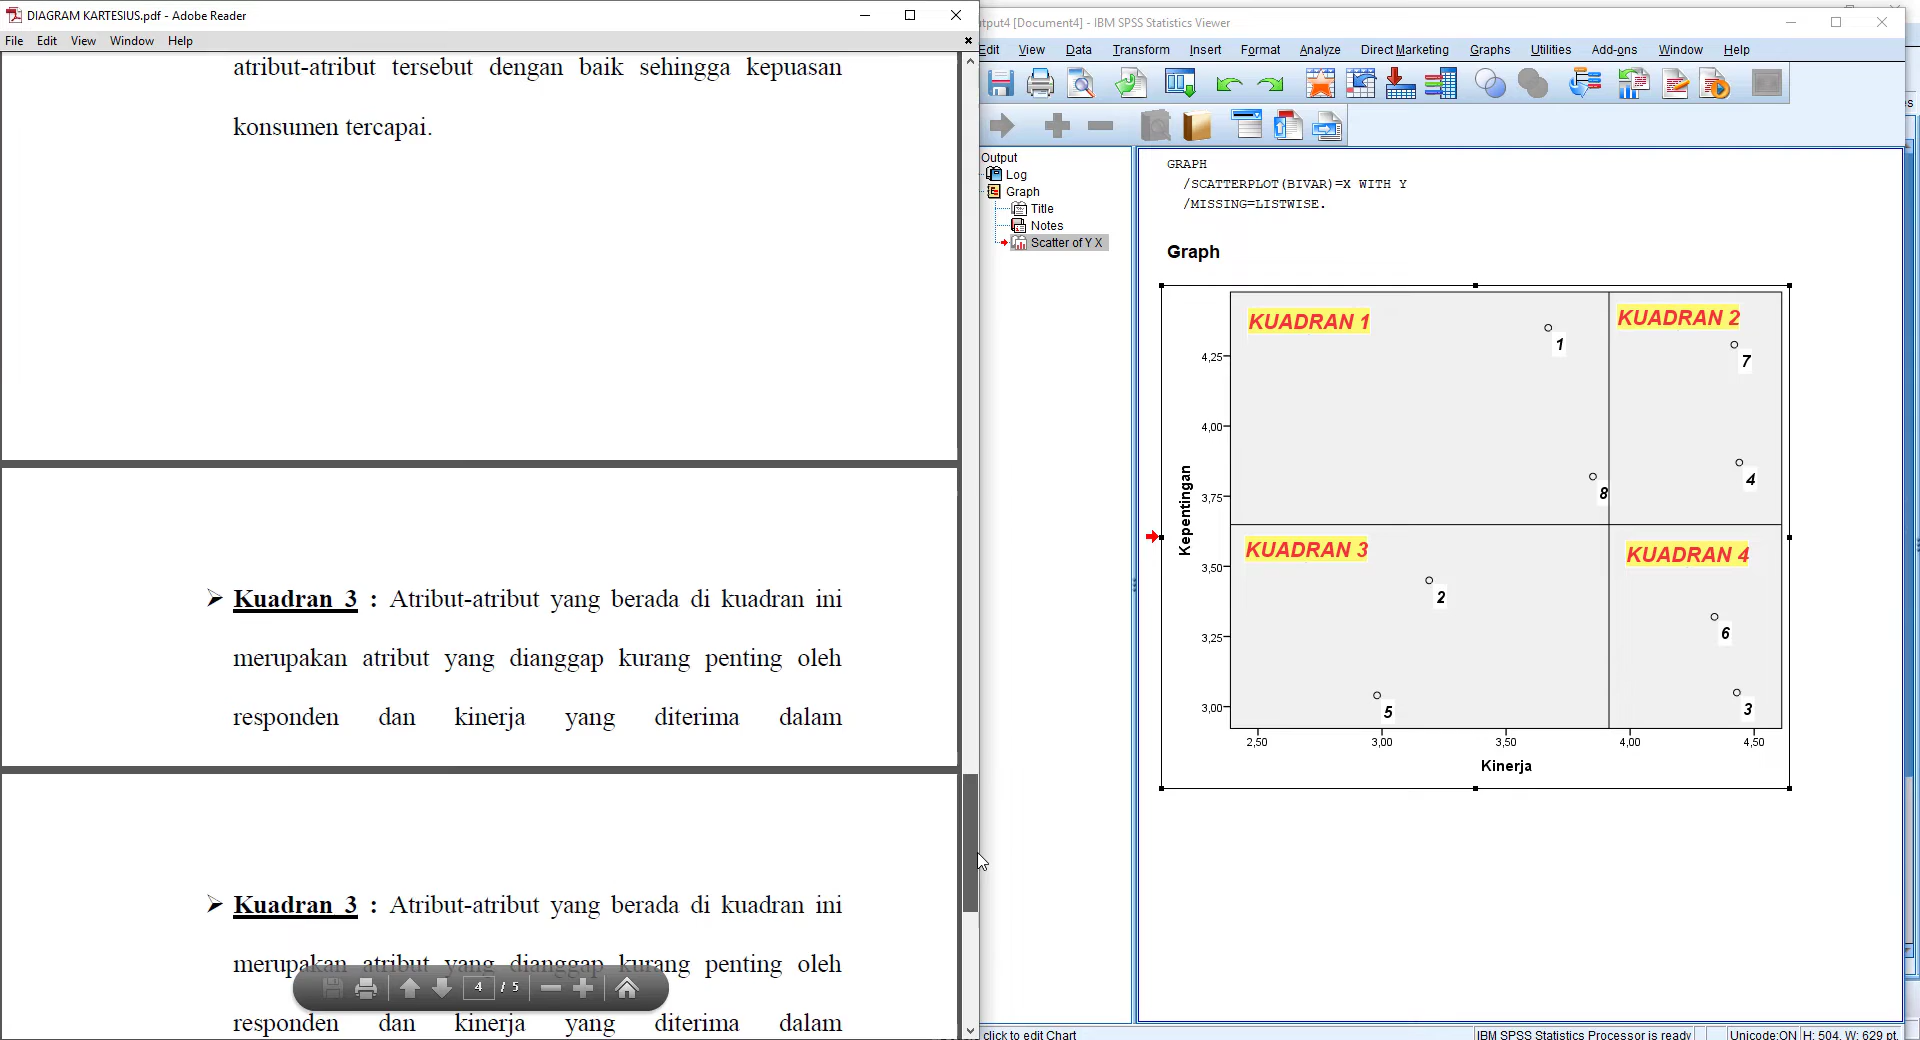 DIAGRAM KARTESIUS.pdf - Adobe Reader
File Edit View Window Help
atribut-atribut tersebut dengan baik sehingga kepuasan
konsumen tercapai.
➢ Kuadran 3 : Atribut-atribut yang berada di kuadran ini
merupakan atribut yang dianggap kurang penting oleh
responden dan kinerja yang diterima dalam
➢ Kuadran 3 : Atribut-atribut yang berada di kuadran ini
merupakan atribut yang dianggap kurang penting oleh
responden dan kinerja yang diterima dalam
4 / 5
[Document4] - IBM SPSS Statistics Viewer
Edit View Data Transform Insert Format Analyze Direct Marketing Graphs Utilities Add-ons Window Help
Output
Log
Graph
Title
Notes
Scatter of Y X
GRAPH
/SCATTERPLOT(BIVAR)=X WITH Y
/MISSING=LISTWISE.
Graph
KUADRAN 1
KUADRAN 2
1
7
4
8
KUADRAN 3
KUADRAN 4
2
6
5
3
Kepentingan
4,25
4,00
3,75
3,50
3,25
3,00
2,50 3,00 3,50 4,00 4,50
Kinerja
click to edit Chart
IBM SPSS Statistics Processor is ready
Unicode:ON H: 504, W: 629 pt.